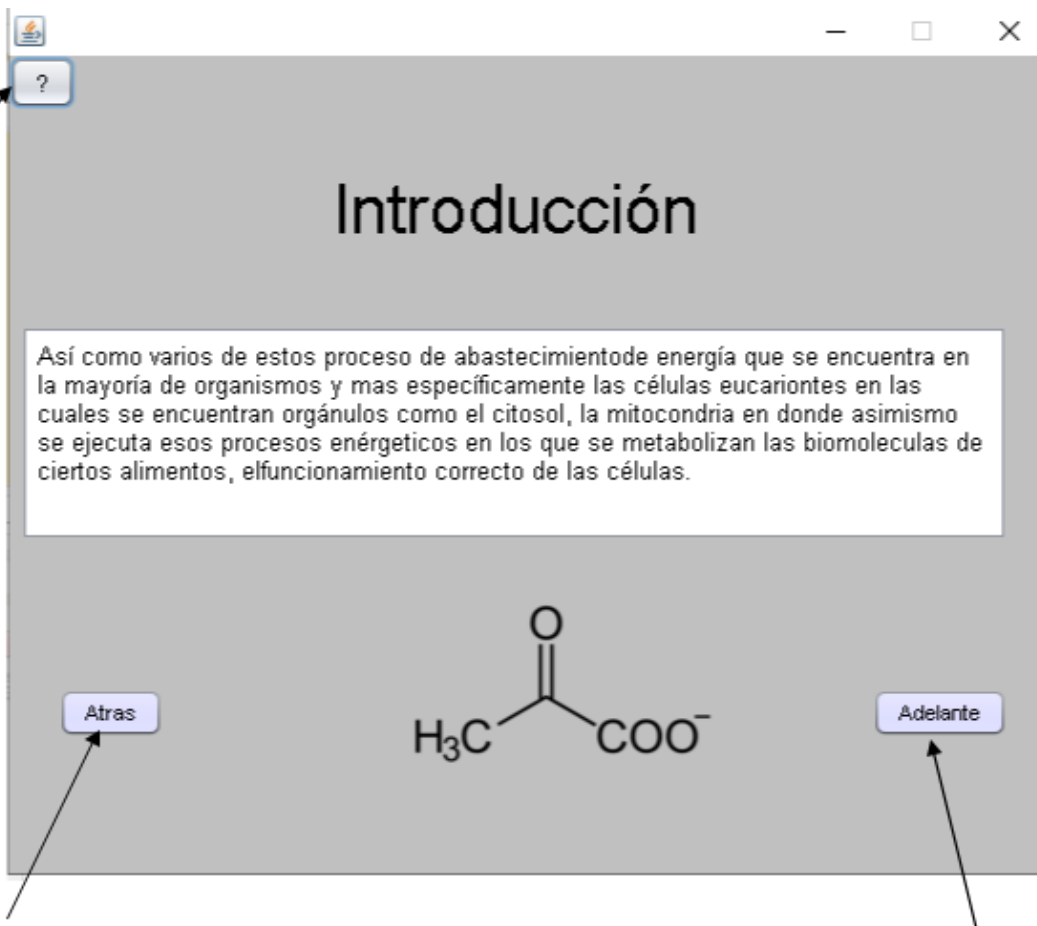 ?
Introducción
Así como varios de estos proceso de abastecimientode energía que se encuentra en
la mayoría de organismos y mas específicamente las células eucariontes en las
cuales se encuentran orgánulos como el citosol, la mitocondria en donde asimismo
se ejecuta esos procesos enérgeticos en los que se metabolizan las biomoleculas de
ciertos alimentos, elfuncionamiento correcto de las células.
O
H₃C COO⁻
Atras
Adelante